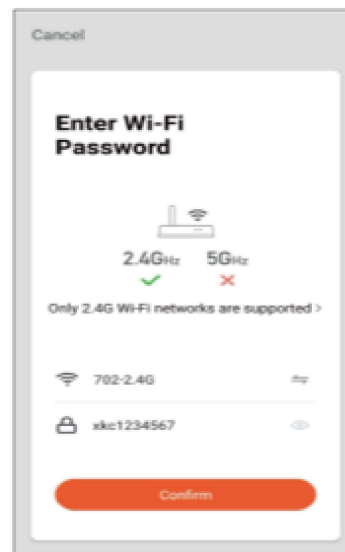 Cancel
Enter Wi-Fi
Password
2.4GHz 5GHz
Only 2.4G Wi-Fi networks are supported >
702-2.4G
xkc1234567
Confirm